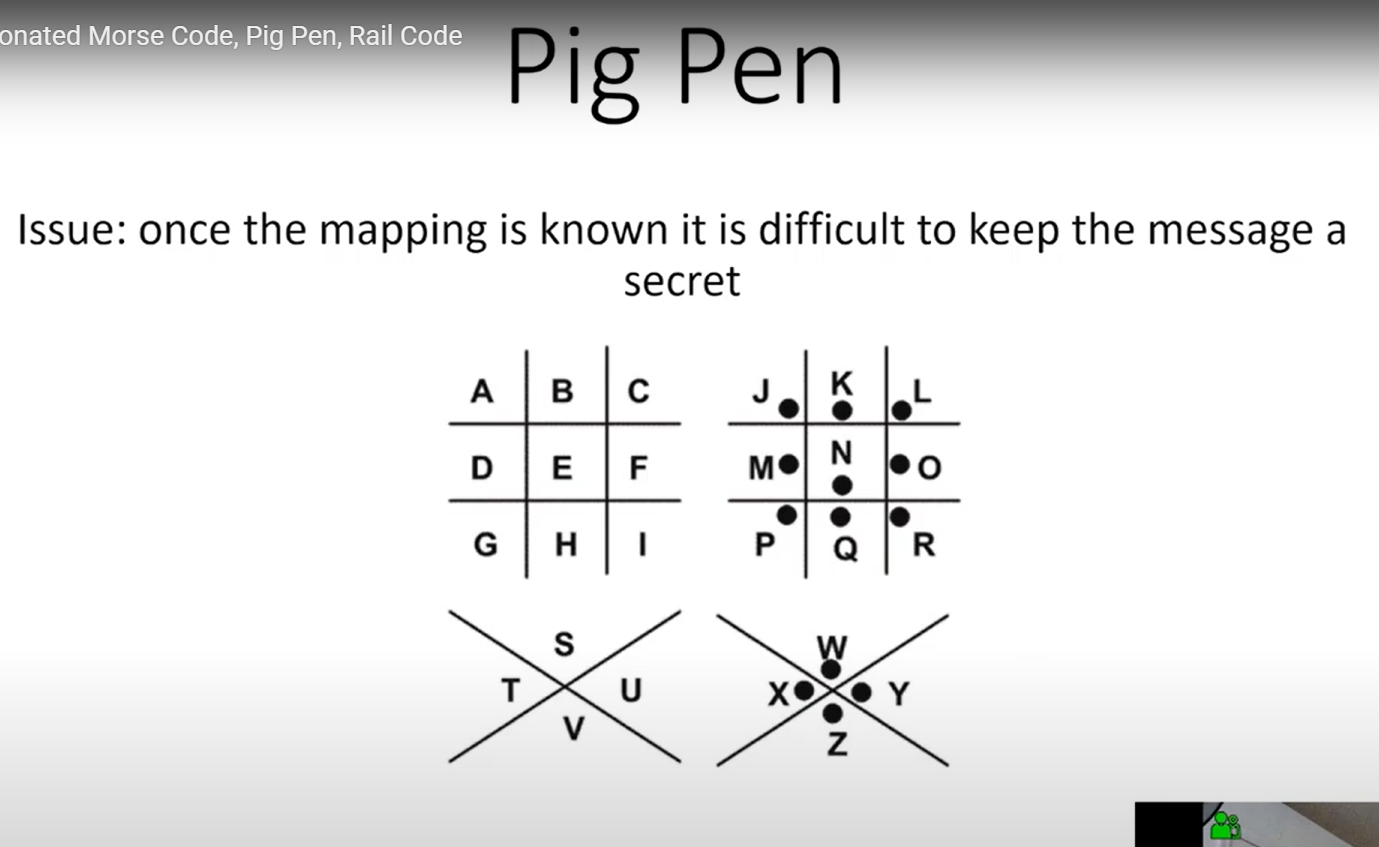 onated Morse Code, Pig Pen, Rail Code
Pig Pen
Issue: once the mapping is known it is difficult to keep the message a
secret
A B C
D E F
G H I
J K L
M N O
P Q R
S
T U
V
W
X Y
Z